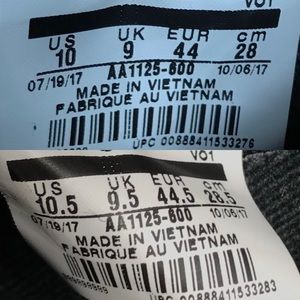 VO1
US UK EUR cm
10 9 44 28
07/19/17 AA1125-600 10/06/17
MADE IN VIETNAM
FABRIQUE AU VIETNAM
UPC 00888411533276
VO1
US UK EUR cm
10.5 9.5 44.5 28.5
07/19/17 AA1125-600 10/06/17
MADE IN VIETNAM
FABRIQUE AU VIETNAM
UPC 00888411533283